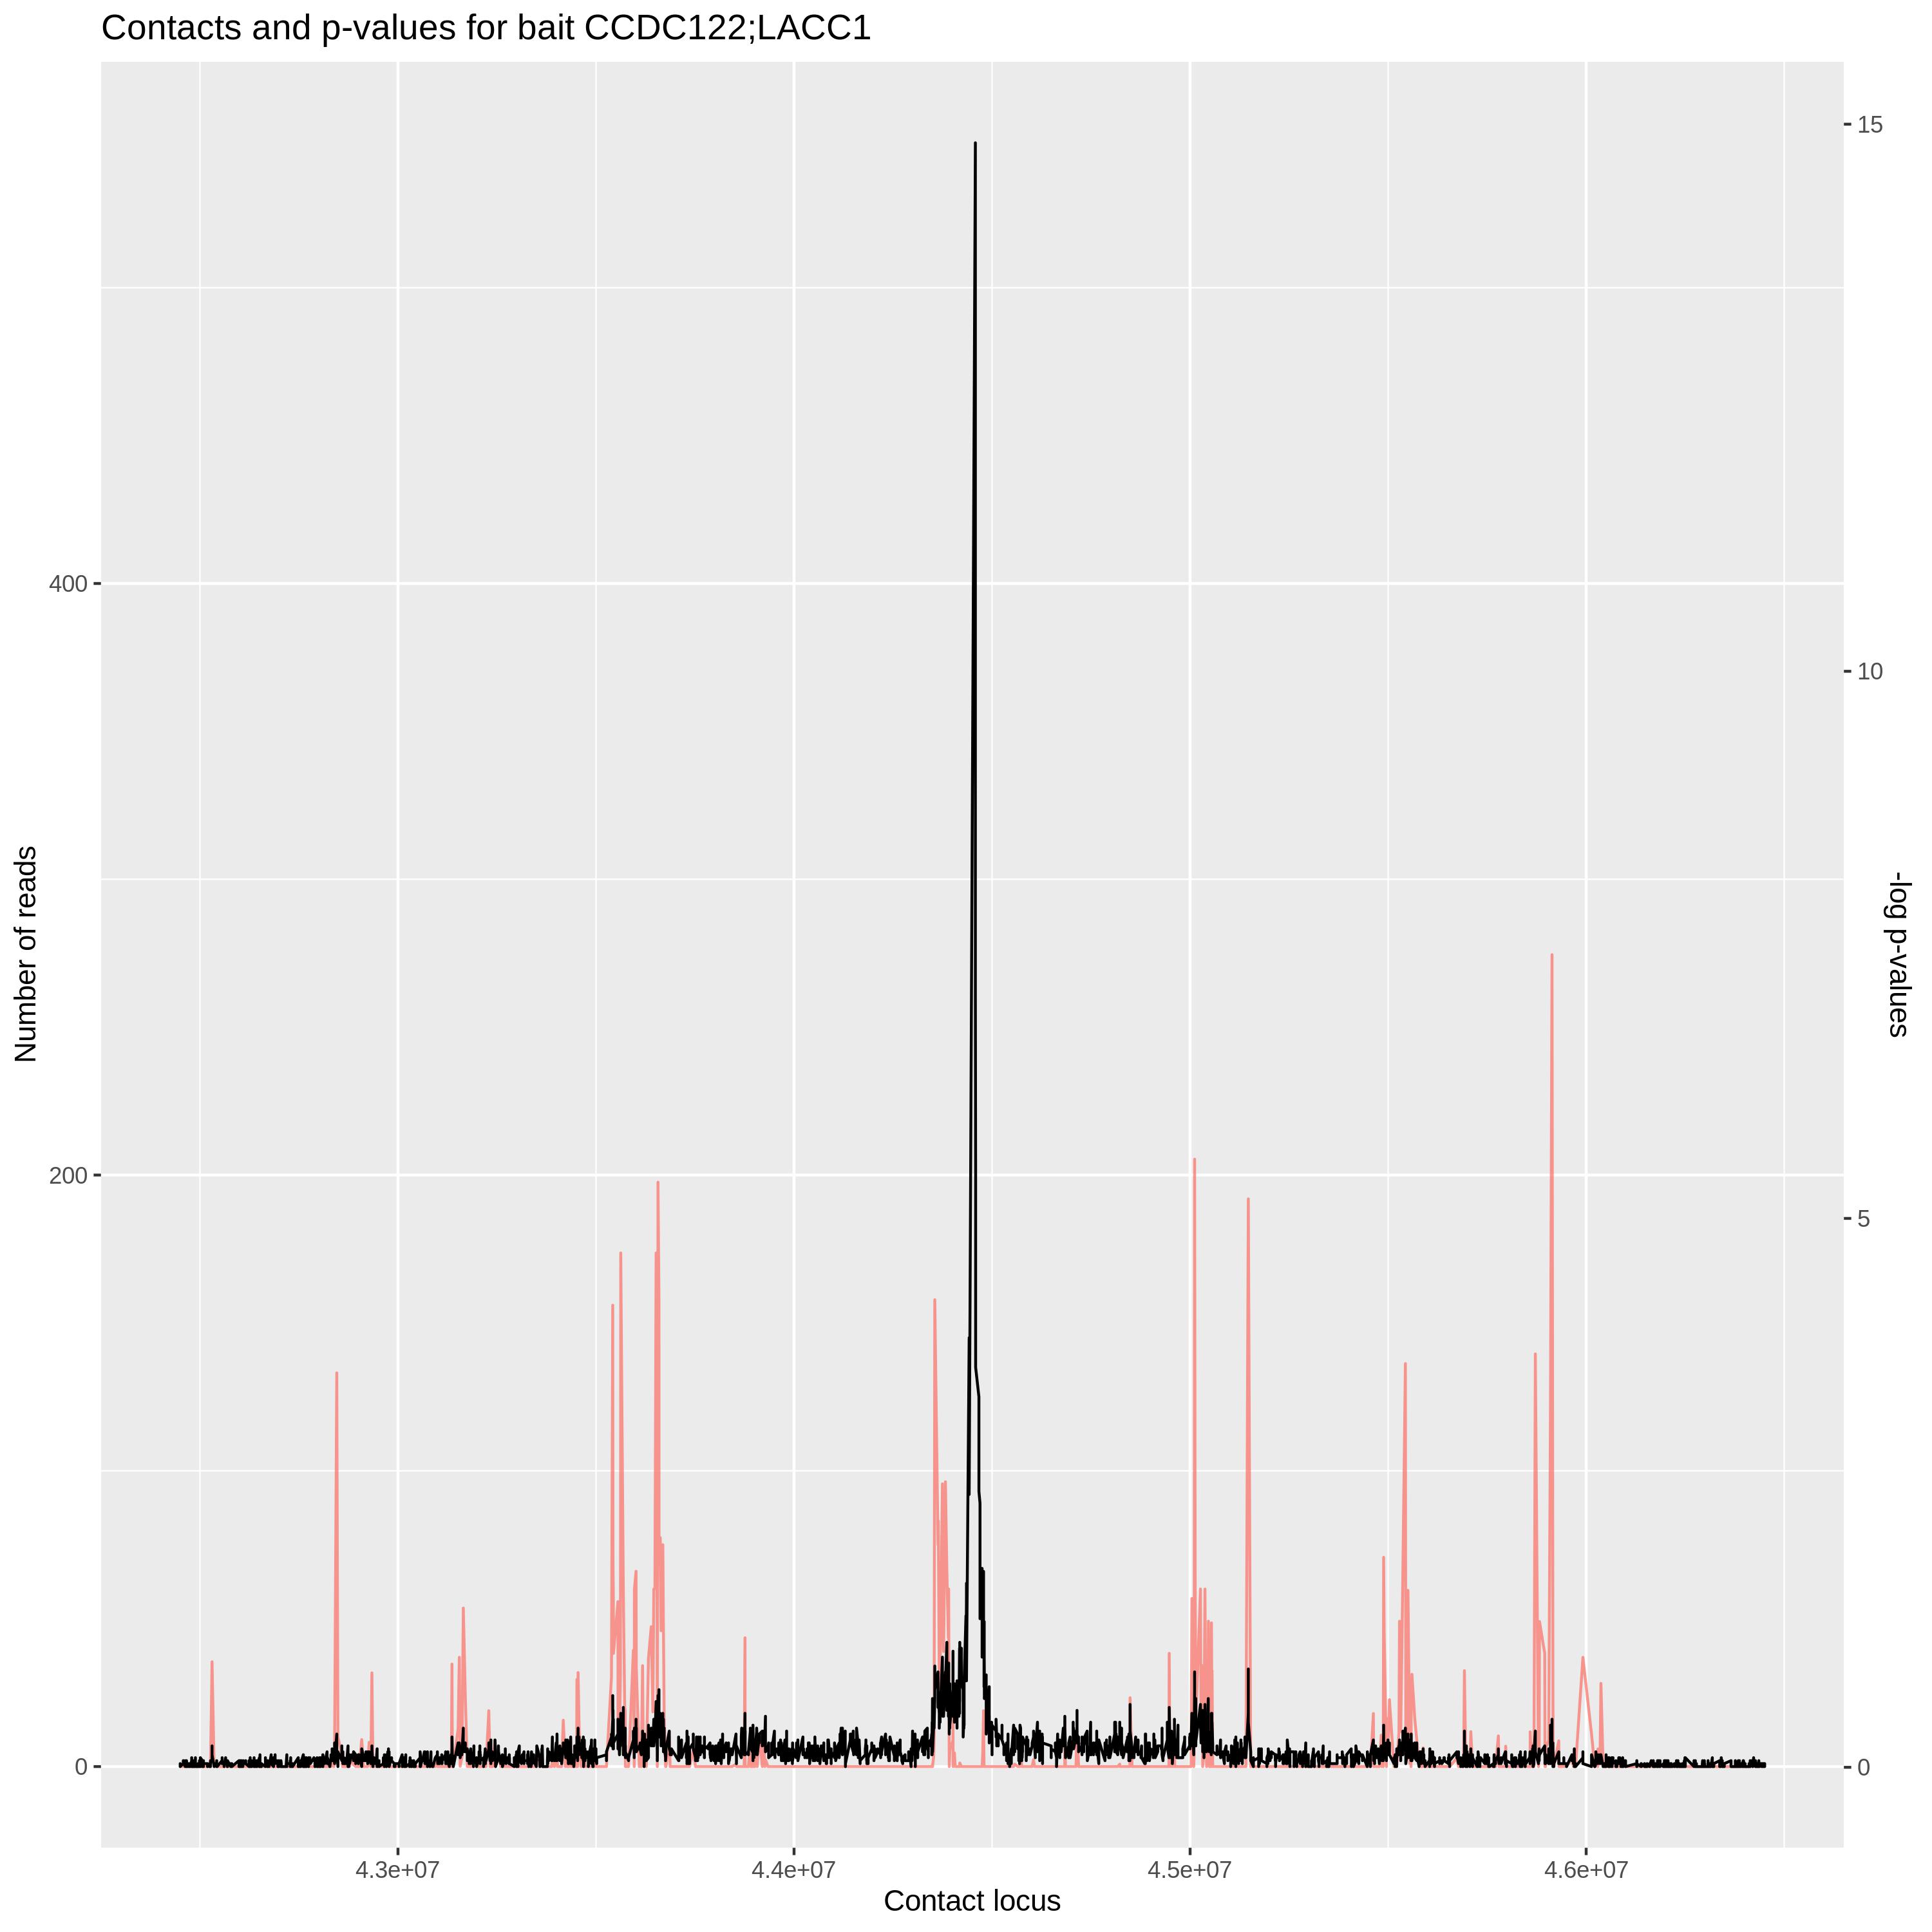 Contacts and p-values for bait CCDC122;LACC1
15
400
10
Number of reads
-log p-values
200
5
0
0
4.3e+07
4.4e+07
4.5e+07
4.6e+07
Contact locus